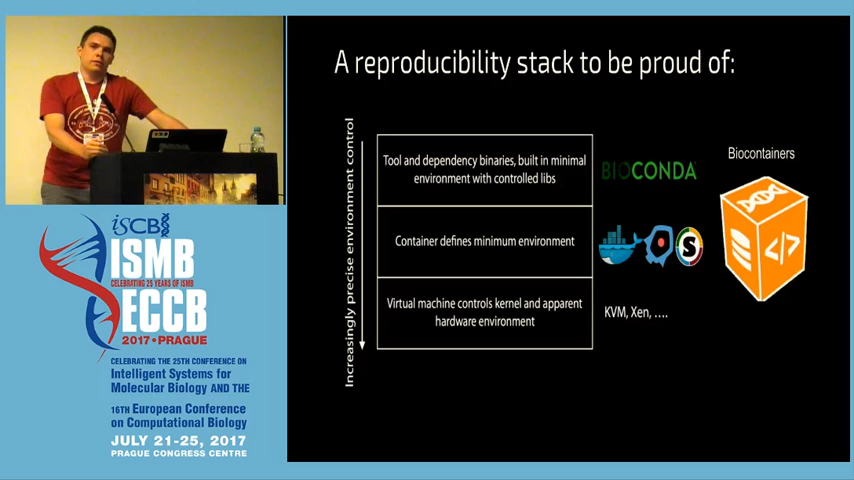 A reproducibility stack to be proud of:
Increasingly precise environment control
Tool and dependency binaries, built in minimal
environment with controlled libs
BIOCONDA
Biocontainers
Container defines minimum environment
S
</>
Virtual machine controls kernel and apparent
hardware environment
KVM, Xen, ....
iSCB
ISMB
CELEBRATING 25 YEARS OF ISMB
ECCB
2017 • PRAGUE
CELEBRATING THE 25TH CONFERENCE ON
Intelligent Systems for
Molecular Biology AND THE
16TH European Conference
on Computational Biology
JULY 21-25, 2017
PRAGUE CONGRESS CENTRE